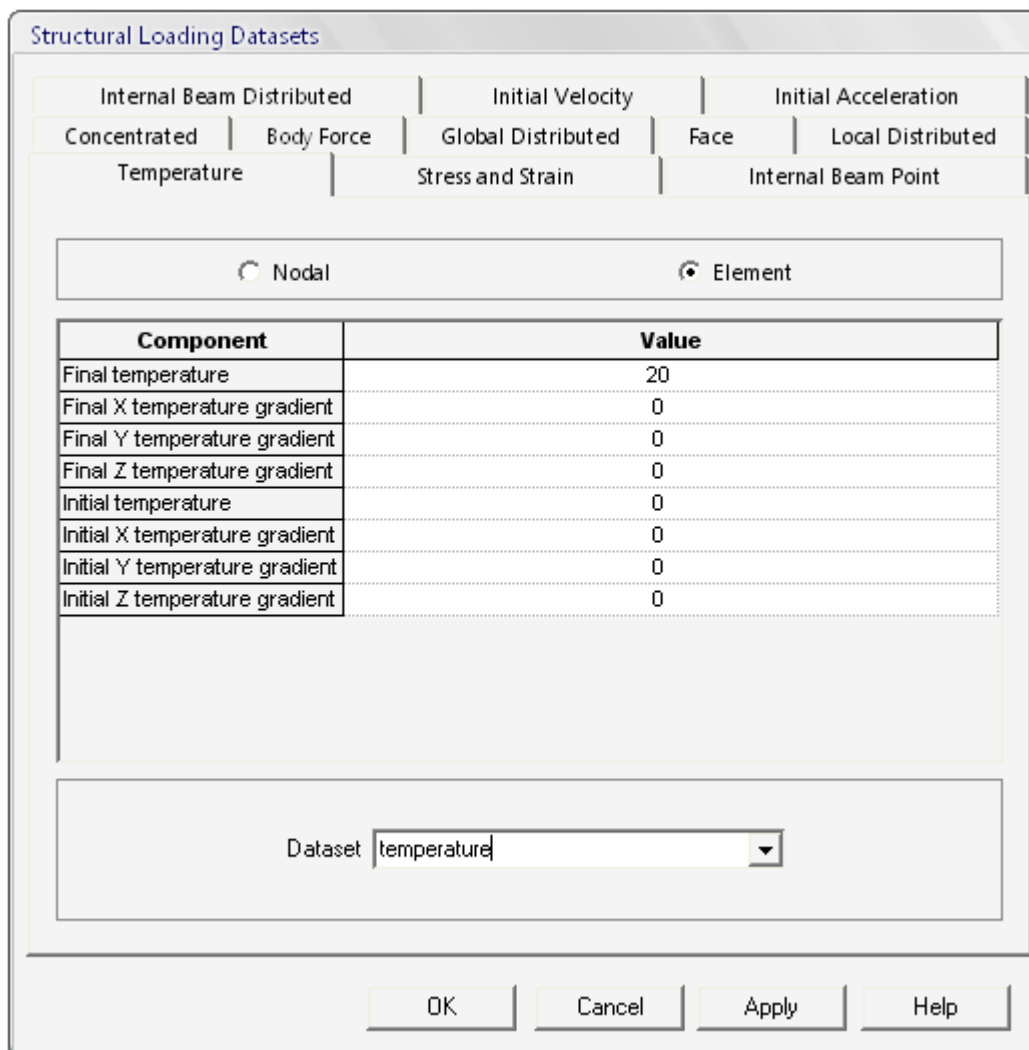 Structural Loading Datasets
Internal Beam Distributed Initial Velocity Initial Acceleration
Concentrated Body Force Global Distributed Face Local Distributed
Temperature Stress and Strain Internal Beam Point
Nodal Element
Component Value
Final temperature 20
Final X temperature gradient 0
Final Y temperature gradient 0
Final Z temperature gradient 0
Initial temperature 0
Initial X temperature gradient 0
Initial Y temperature gradient 0
Initial Z temperature gradient 0
Dataset temperature
OK Cancel Apply Help